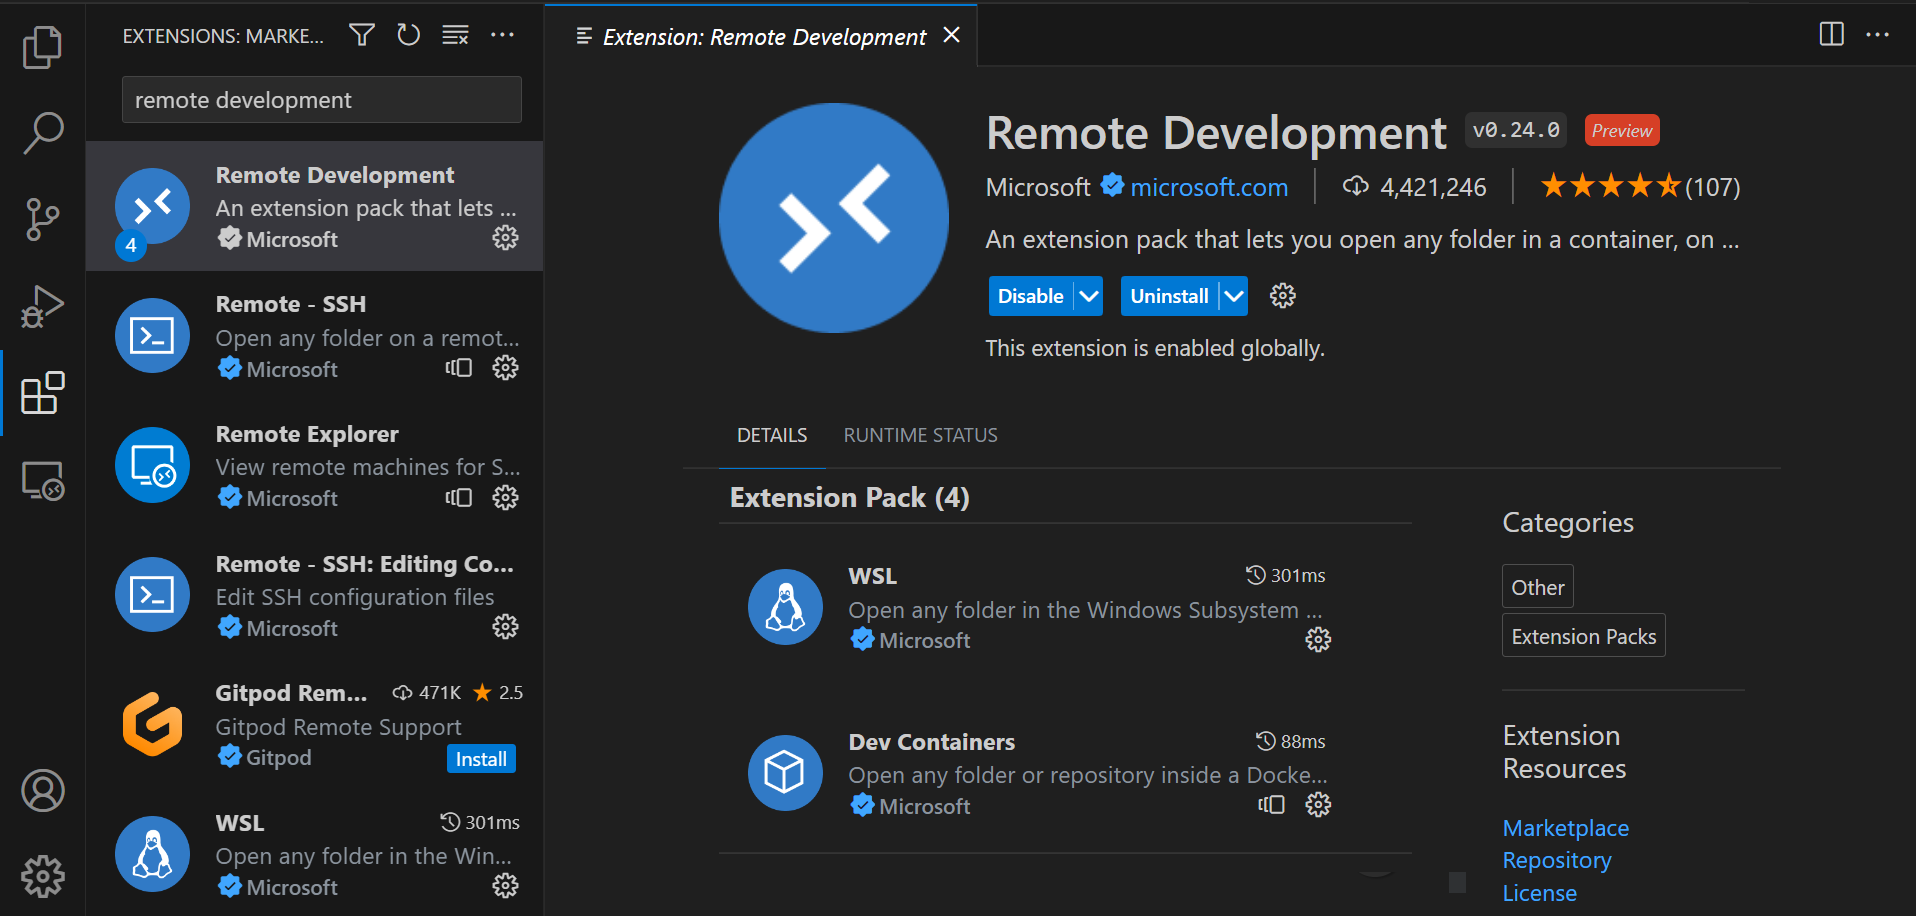 EXTENSIONS: MARKE...
remote development
Remote Development
An extension pack that lets ...
4
Microsoft
Remote - SSH
Open any folder on a remot...
Microsoft
Remote Explorer
View remote machines for S...
Microsoft
Remote - SSH: Editing Co...
Edit SSH configuration files
Microsoft
Gitpod Rem... 471K 2.5
Gitpod Remote Support
Gitpod Install
WSL 301ms
Open any folder in the Win...
Microsoft
Extension: Remote Development
Remote Development v0.24.0 Preview
Microsoft microsoft.com 4,421,246 (107)
An extension pack that lets you open any folder in a container, on ...
Disable Uninstall
This extension is enabled globally.
DETAILS RUNTIME STATUS
Extension Pack (4)
WSL 301ms
Open any folder in the Windows Subsystem ...
Microsoft
Dev Containers 88ms
Open any folder or repository inside a Docke...
Microsoft
Categories
Other
Extension Packs
Extension
Resources
Marketplace
Repository
License